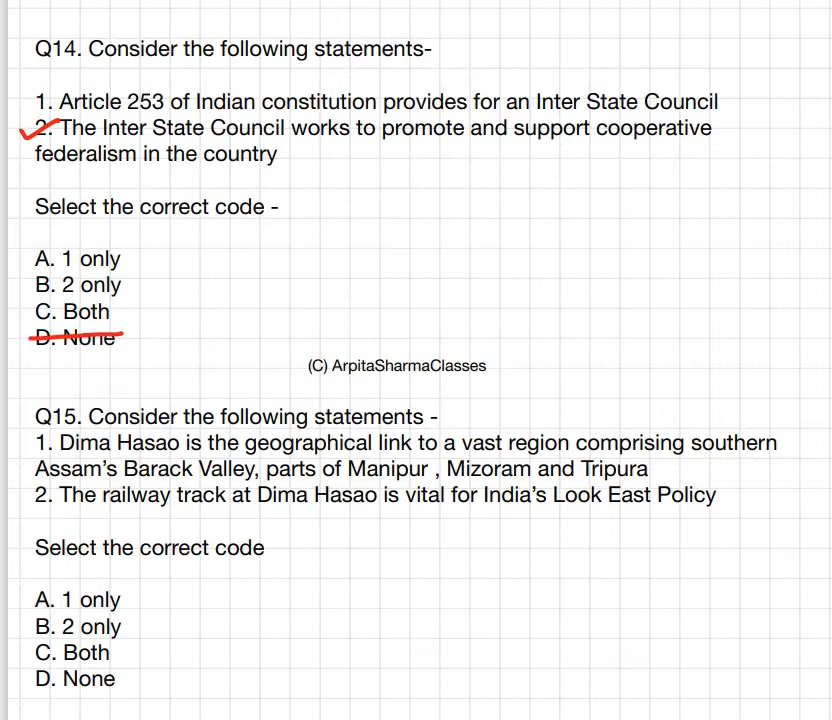 Q14. Consider the following statements-
1. Article 253 of Indian constitution provides for an Inter State Council
2. The Inter State Council works to promote and support cooperative
federalism in the country
Select the correct code -
A. 1 only
B. 2 only
C. Both
D. None
(C) ArpitaSharmaClasses
Q15. Consider the following statements -
1. Dima Hasao is the geographical link to a vast region comprising southern
Assam’s Barack Valley, parts of Manipur , Mizoram and Tripura
2. The railway track at Dima Hasao is vital for India’s Look East Policy
Select the correct code
A. 1 only
B. 2 only
C. Both
D. None